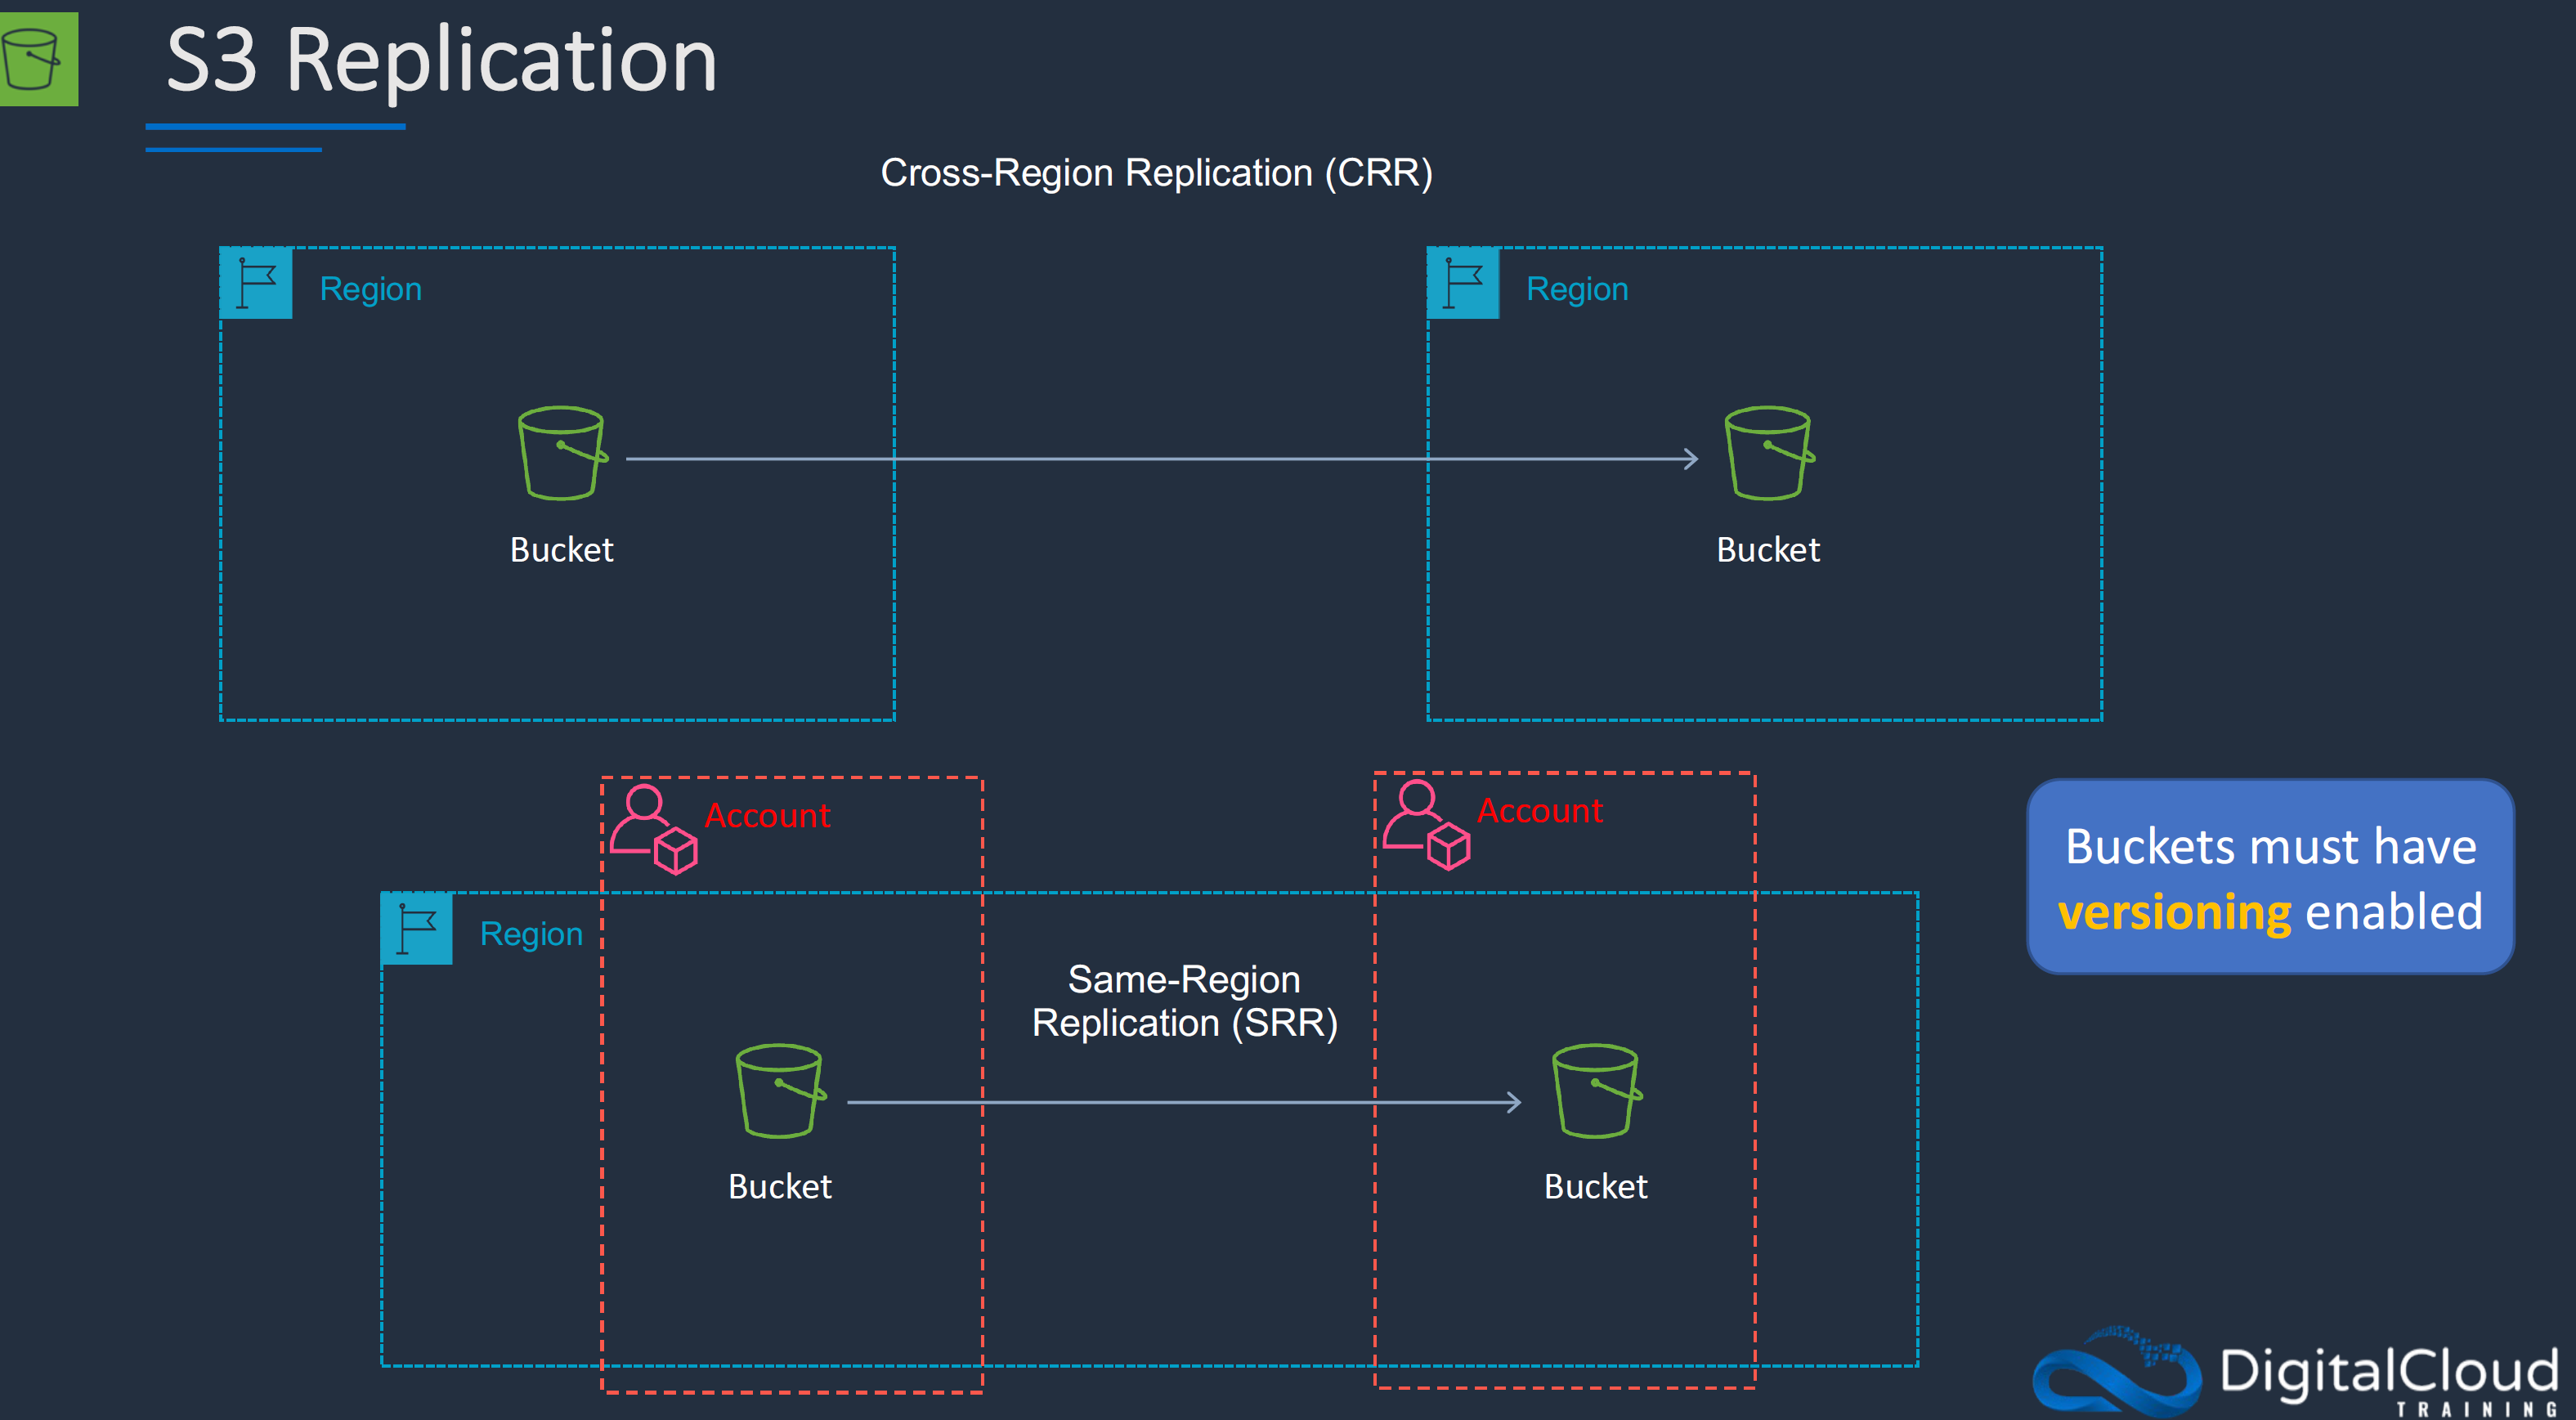 S3 Replication
Cross-Region Replication (CRR)
Region
Region
Bucket
Bucket
Account
Account
Region
Same-Region
Replication (SRR)
Bucket
Bucket
Buckets must have
versioning enabled
DigitalCloud
TRAINING